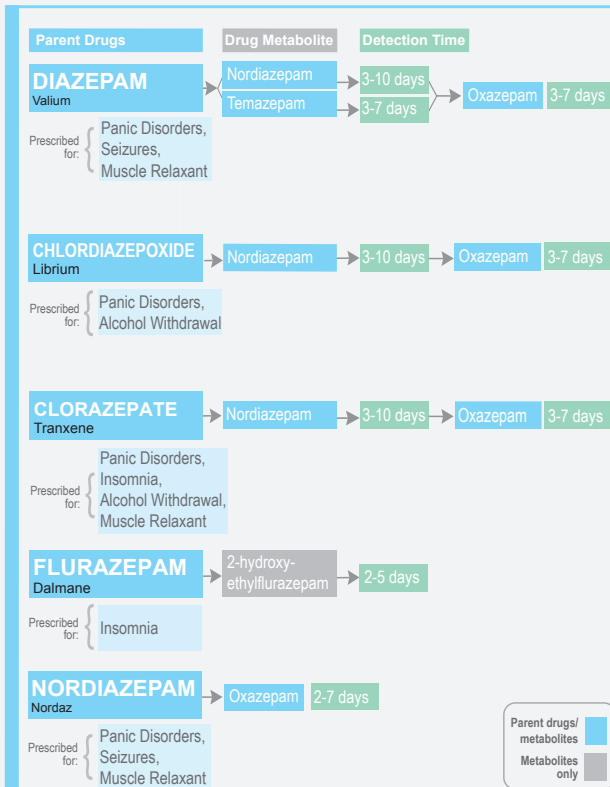 Parent Drugs Drug Metabolite Detection Time
DIAZEPAM
Valium
Nordiazepam 3-10 days
Temazepam 3-7 days
Oxazepam 3-7 days
Prescribed
for:
Panic Disorders,
Seizures,
Muscle Relaxant
CHLORDIAZEPOXIDE
Librium
Nordiazepam 3-10 days Oxazepam 3-7 days
Prescribed
for:
Panic Disorders,
Alcohol Withdrawal
CLORAZEPATE
Tranxene
Nordiazepam 3-10 days Oxazepam 3-7 days
Prescribed
for:
Panic Disorders,
Insomnia,
Alcohol Withdrawal,
Muscle Relaxant
FLURAZEPAM
Dalmane
2-hydroxy-
ethylflurazepam
2-5 days
Prescribed
for:
Insomnia
NORDIAZEPAM
Nordaz
Oxazepam 2-7 days
Prescribed
for:
Panic Disorders,
Seizures,
Muscle Relaxant
Parent drugs/
metabolites
Metabolites
only